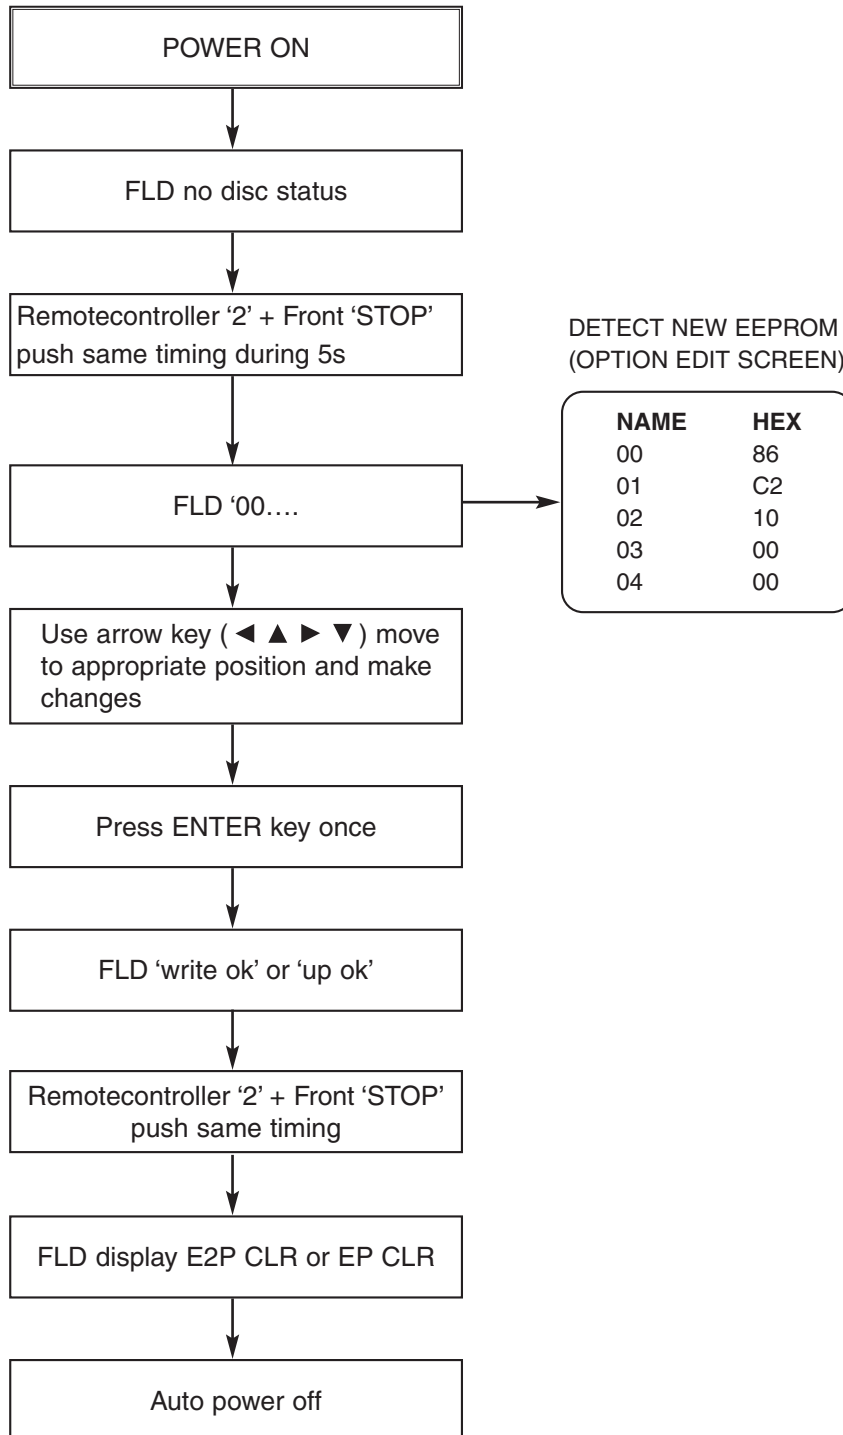 POWER ON
FLD no disc status
Remotecontroller ‘2’ + Front ‘STOP’
push same timing during 5s
DETECT NEW EEPROM
(OPTION EDIT SCREEN)
NAME HEX
00 86
01 C2
02 10
03 00
04 00
FLD ‘00….
Use arrow key ( ◀ ▲ ▶ ▼ ) move
to appropriate position and make
changes
Press ENTER key once
FLD ‘write ok’ or ‘up ok’
Remotecontroller ‘2’ + Front ‘STOP’
push same timing
FLD display E2P CLR or EP CLR
Auto power off